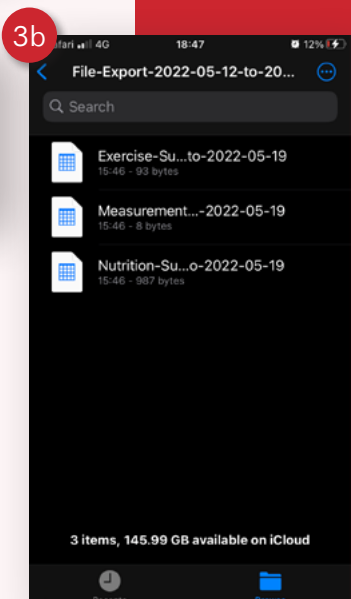 3b
fari 4G 18:47 12%
File-Export-2022-05-12-to-20...
Search
Exercise-Su...to-2022-05-19
15:46 - 93 bytes
Measurement...-2022-05-19
15:46 - 8 bytes
Nutrition-Su...o-2022-05-19
15:46 - 987 bytes
3 items, 145.99 GB available on iCloud